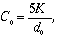 C₀ = 5K / d₀,